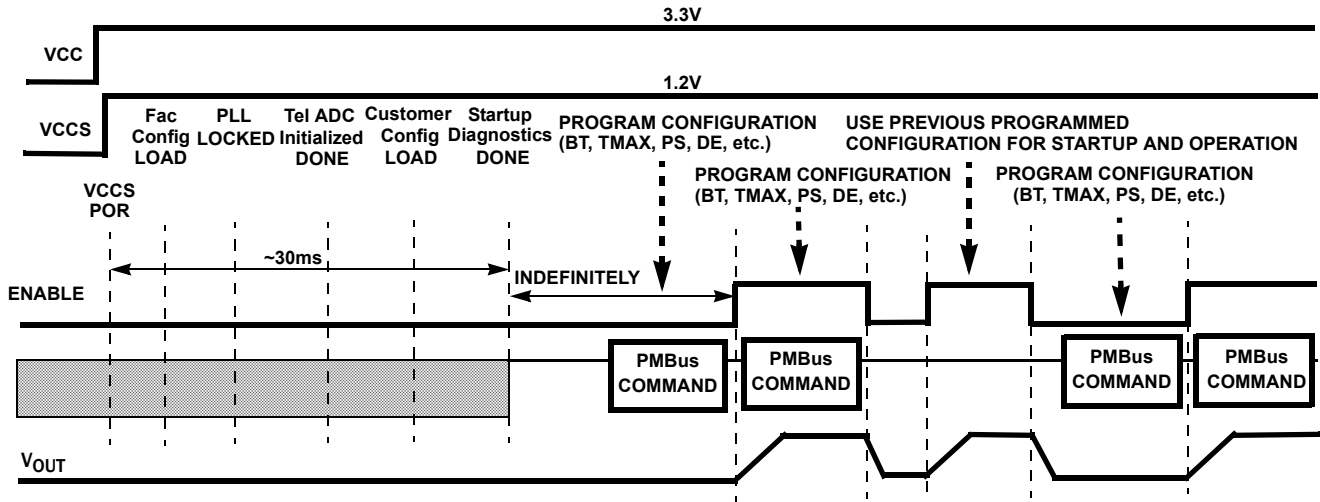 3.3V
VCC
1.2V
VCCS
Fac
Config
LOAD
PLL
LOCKED
Tel ADC
Initialized
DONE
Customer
Config
LOAD
Startup
Diagnostics
DONE
PROGRAM CONFIGURATION
(BT, TMAX, PS, DE, etc.)
USE PREVIOUS PROGRAMMED
CONFIGURATION FOR STARTUP AND OPERATION
PROGRAM CONFIGURATION
(BT, TMAX, PS, DE, etc.)
PROGRAM CONFIGURATION
(BT, TMAX, PS, DE, etc.)
VCCS
POR
~30ms
INDEFINITELY
ENABLE
PMBus
COMMAND
PMBus
COMMAND
PMBus
COMMAND
PMBus
COMMAND
VOUT